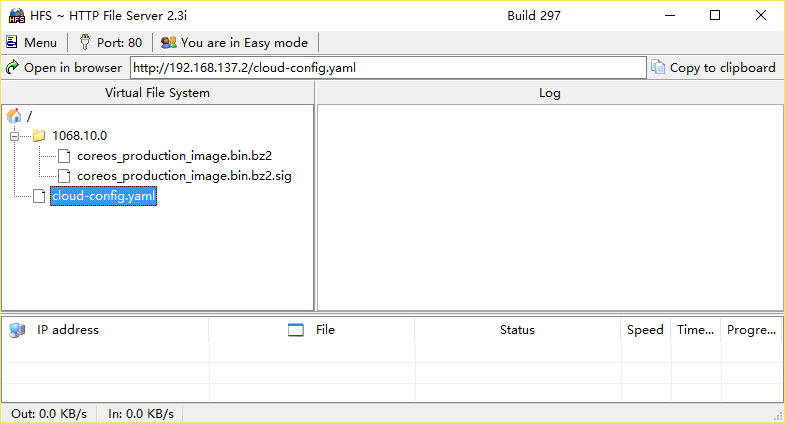 HFS ~ HTTP File Server 2.3i Build 297
Menu Port: 80 You are in Easy mode
Open in browser http://192.168.137.2/cloud-config.yaml Copy to clipboard
Virtual File System Log
/
1068.10.0
coreos_production_image.bin.bz2
coreos_production_image.bin.bz2.sig
cloud-config.yaml
IP address File Status Speed Time... Progre...
Out: 0.0 KB/s In: 0.0 KB/s